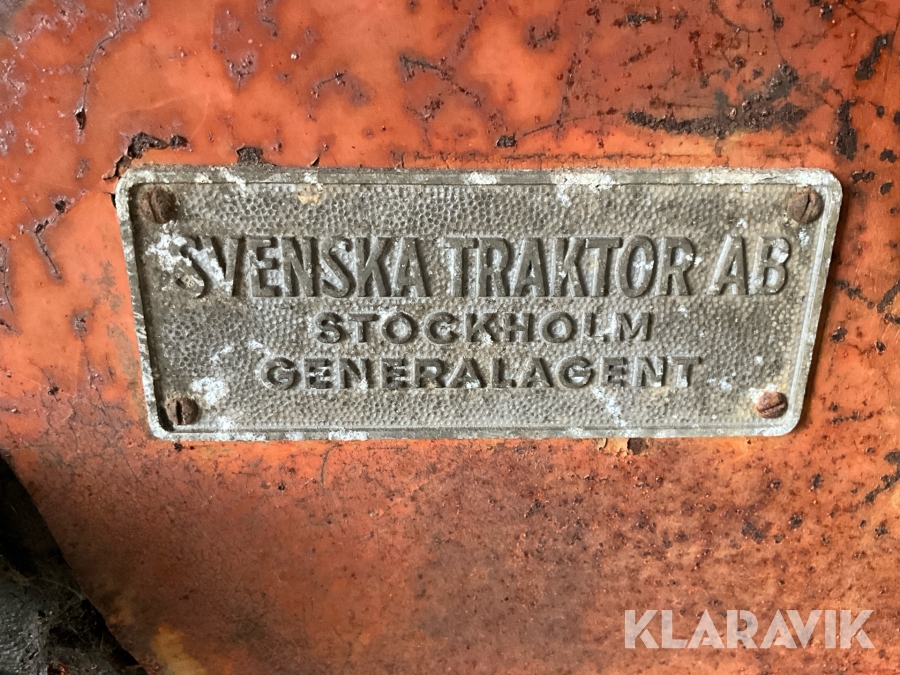 SVENSKA TRAKTOR AB
STOCKHOLM
GENERALAGENT
KLARAVIK